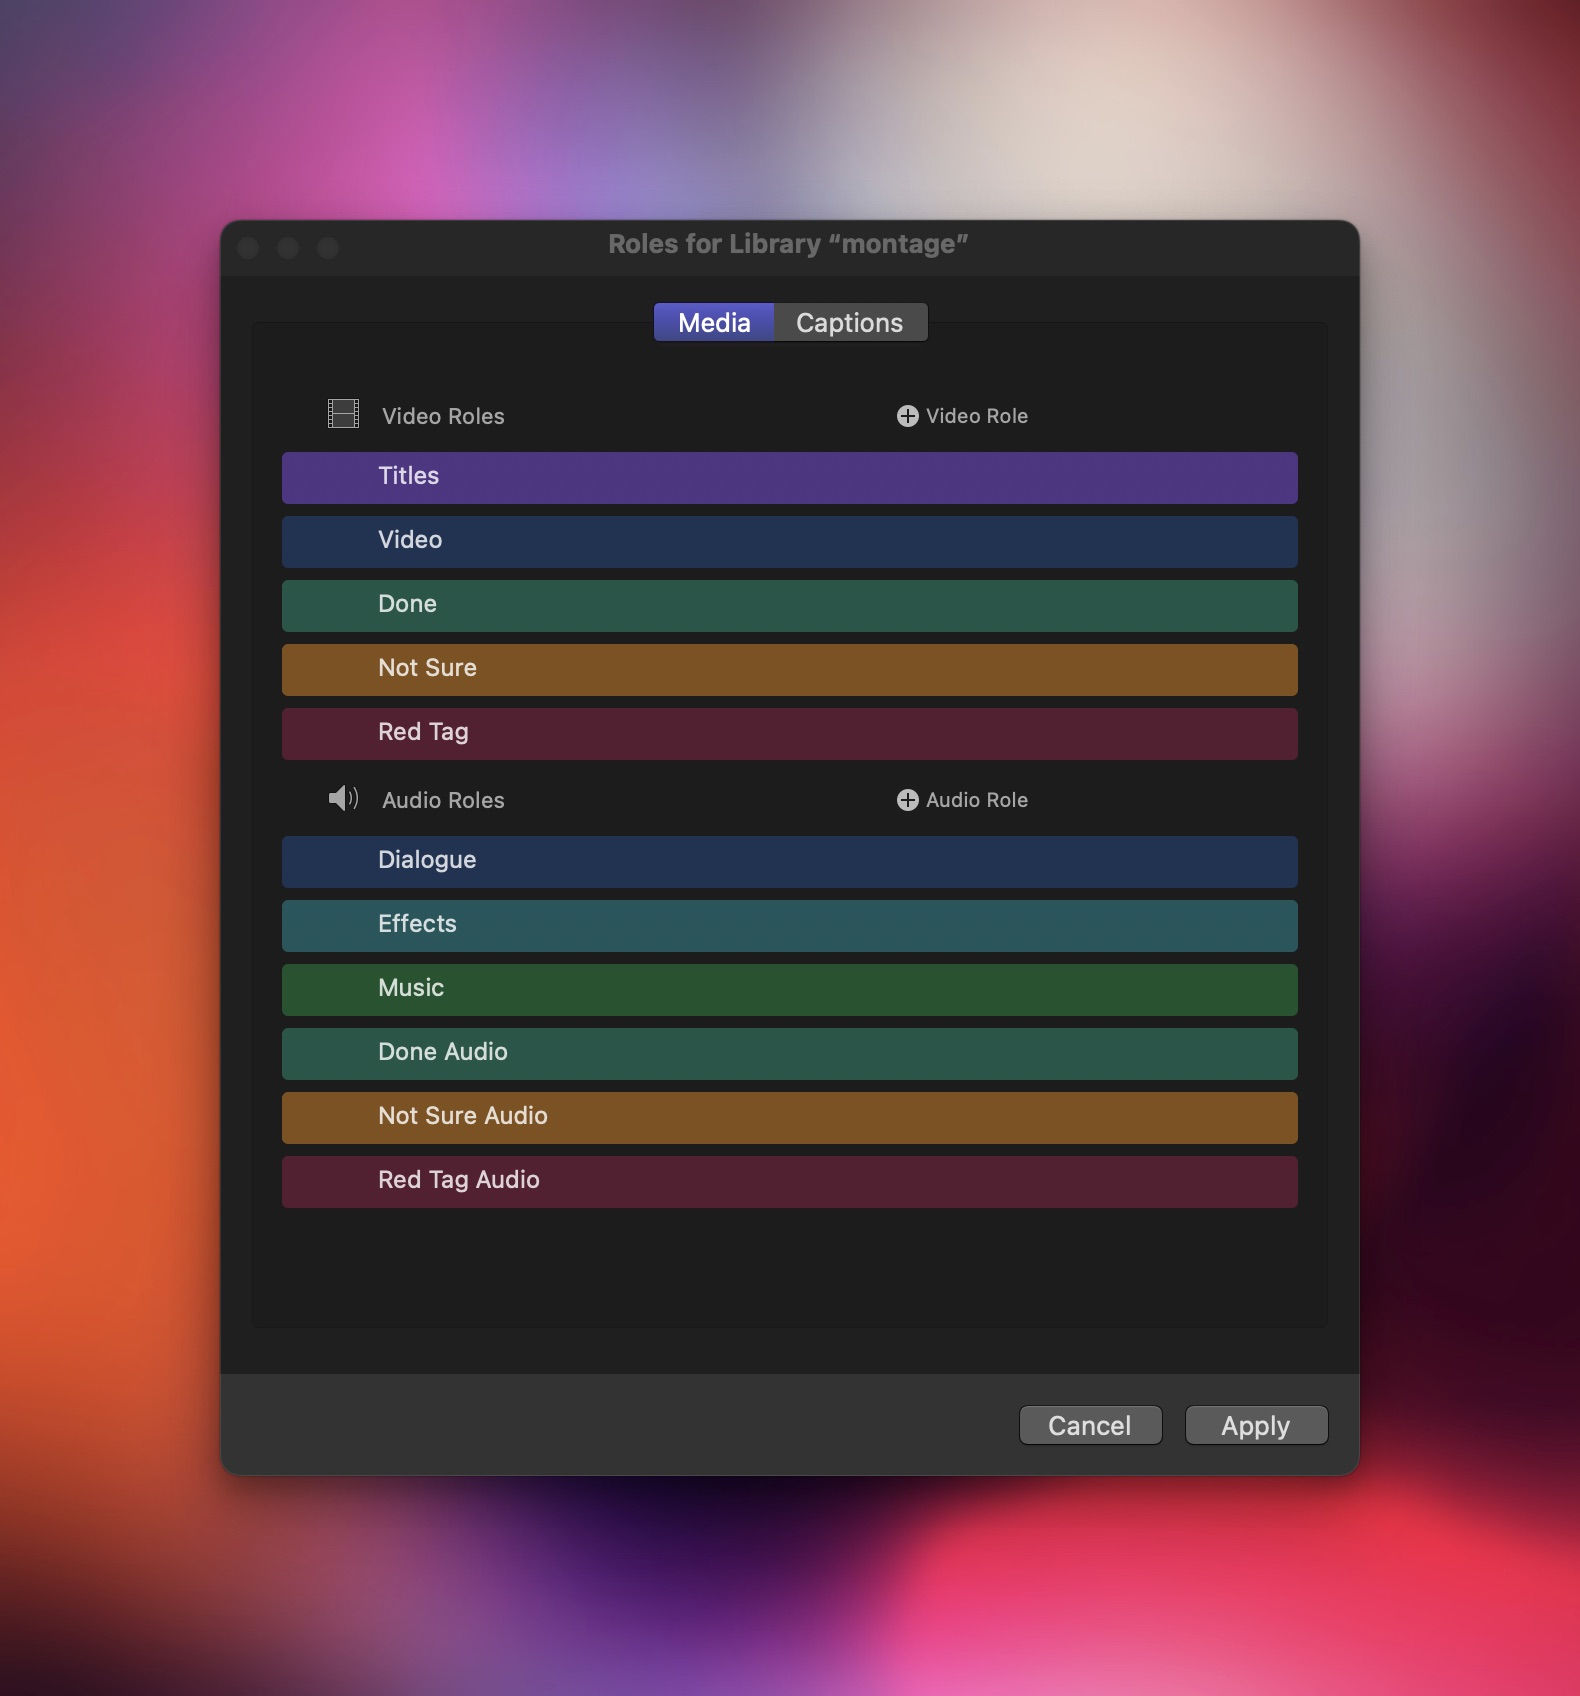 Roles for Library “montage”
Media Captions
Video Roles
Video Role
Titles
Video
Done
Not Sure
Red Tag
Audio Roles
Audio Role
Dialogue
Effects
Music
Done Audio
Not Sure Audio
Red Tag Audio
Cancel Apply